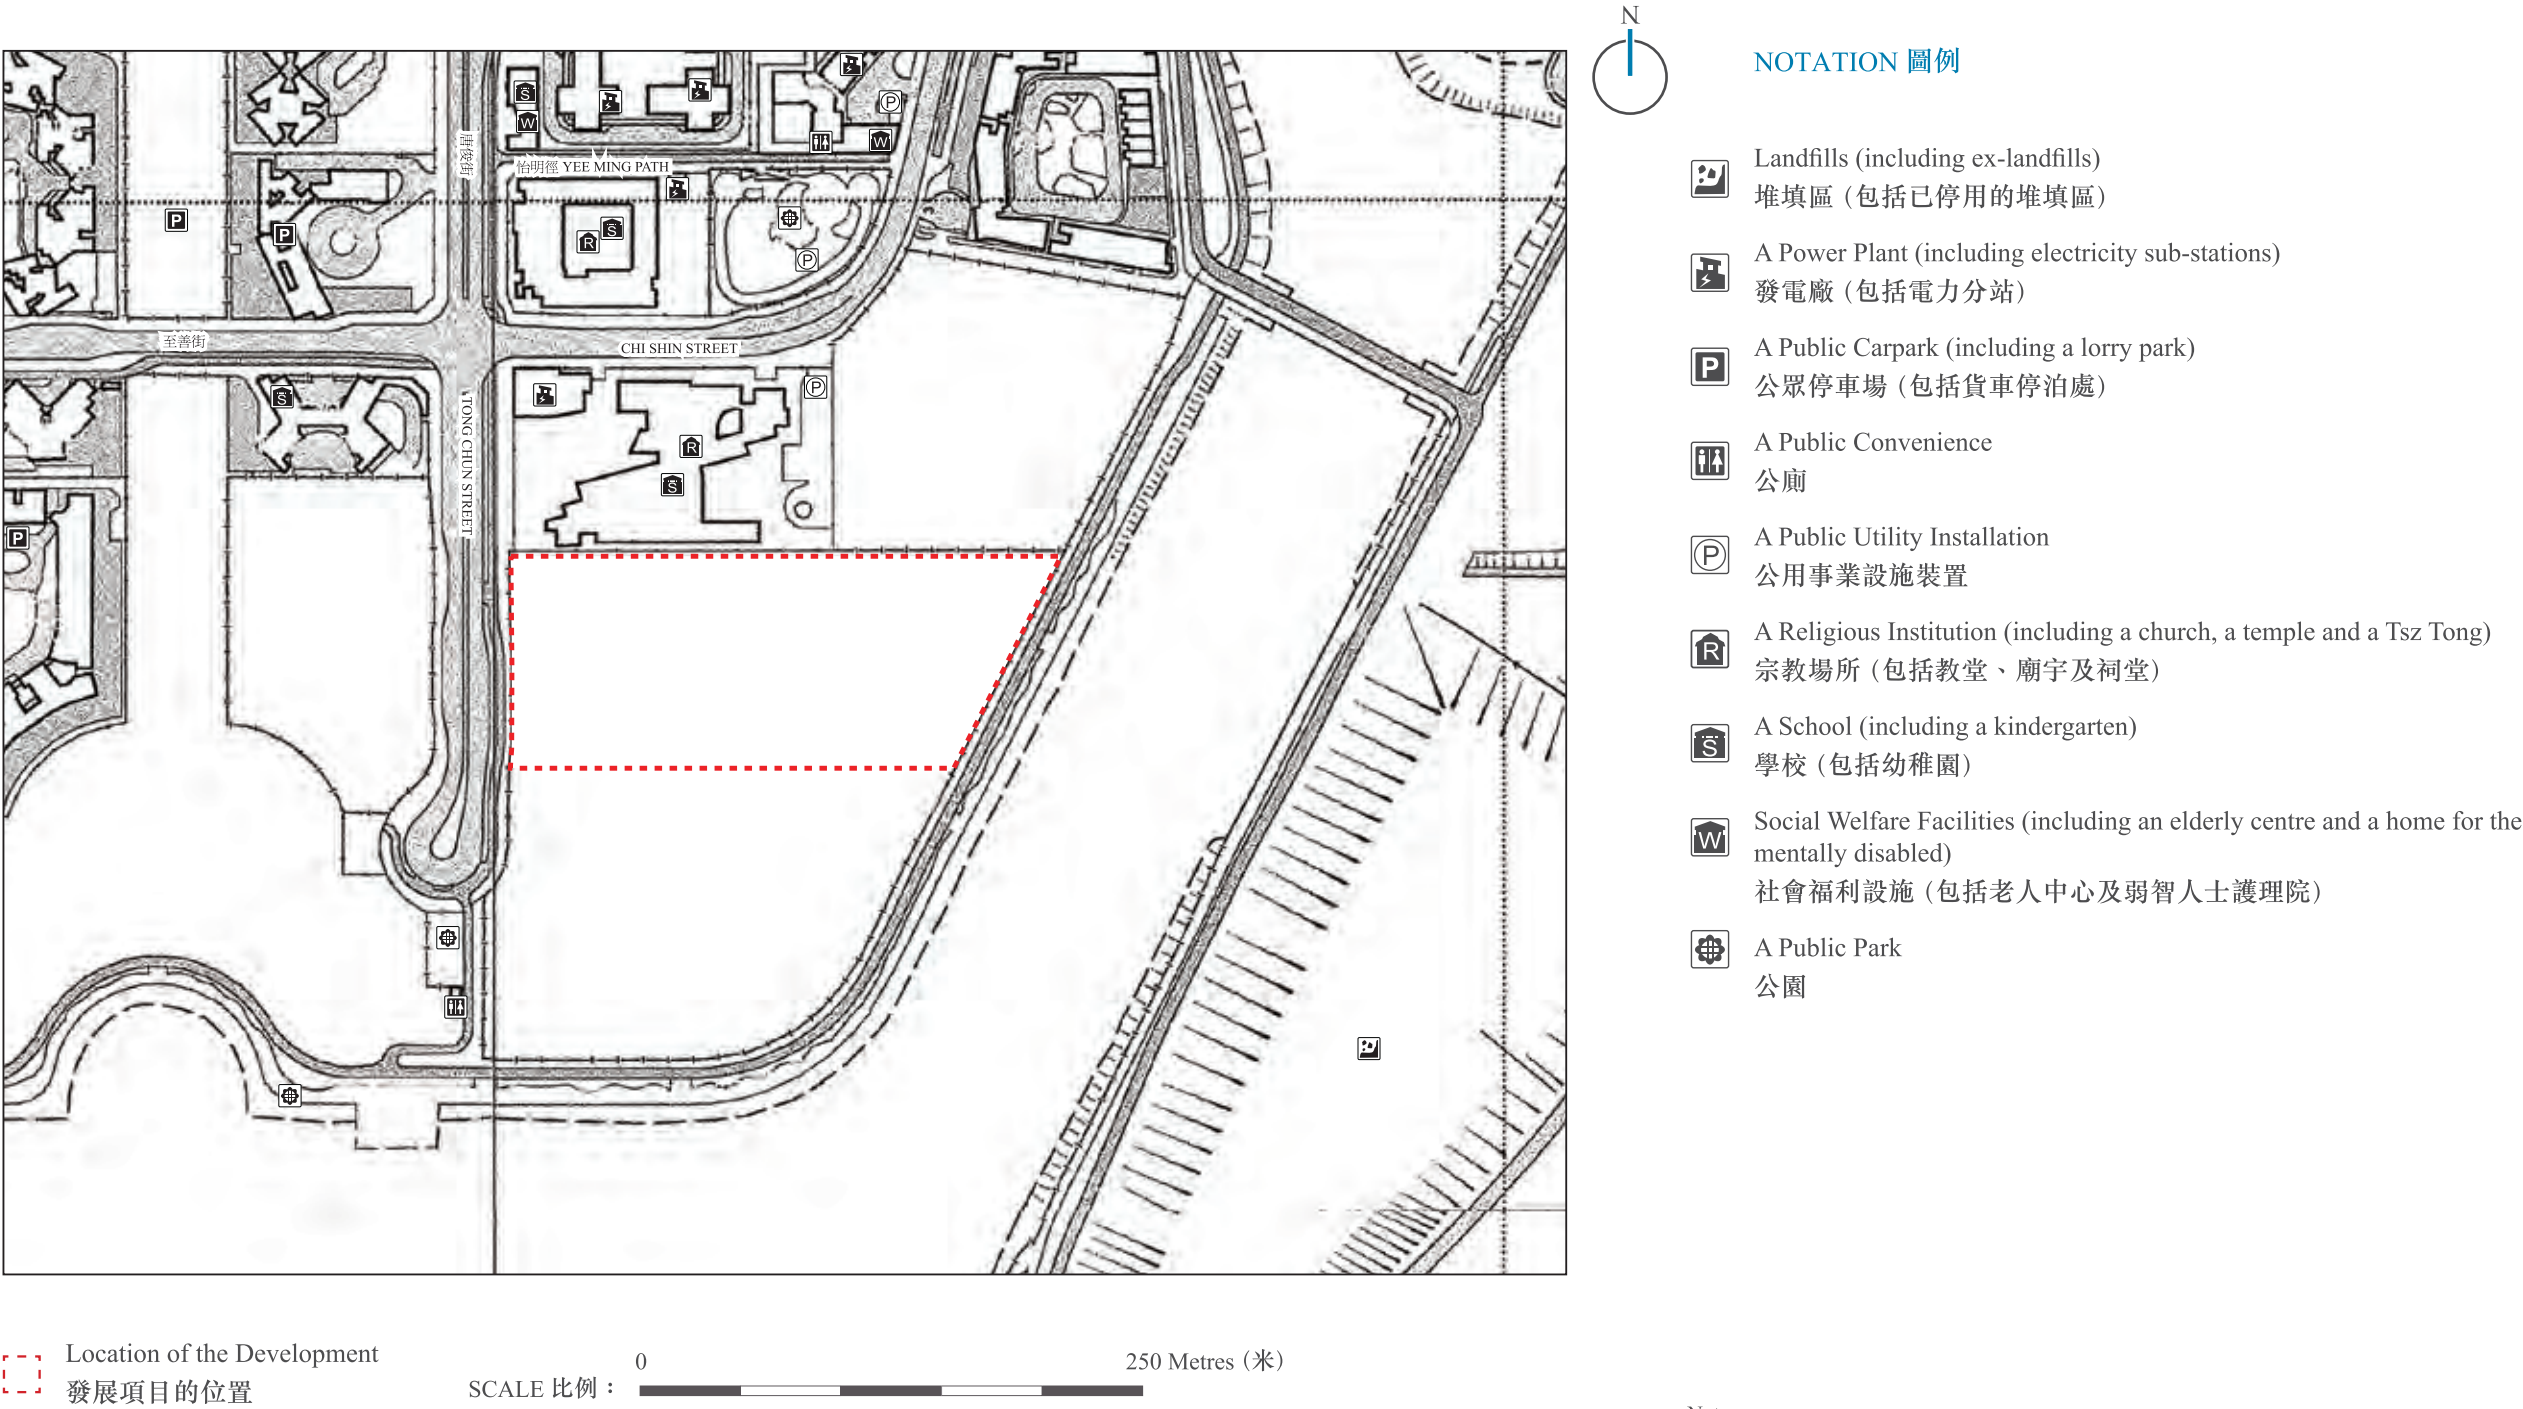 N
NOTATION 圖例
Landfills (including ex-landfills)
堆填區（包括已停用的堆填區）
A Power Plant (including electricity sub-stations)
發電廠（包括電力分站）
P
A Public Carpark (including a lorry park)
公眾停車場（包括貨車停泊處）
A Public Convenience
公廁
P
A Public Utility Installation
公用事業設施裝置
R
A Religious Institution (including a church, a temple and a Tsz Tong)
宗教場所（包括教堂、廟宇及祠堂）
S
A School (including a kindergarten)
學校（包括幼稚園）
W
Social Welfare Facilities (including an elderly centre and a home for the
mentally disabled)
社會福利設施（包括老人中心及弱智人士護理院）
A Public Park
公園
唐俊街
S
W
P
W
怡明徑 YEE MING PATH
P
P
S
R
P
至善街
CHI SHIN STREET
S
P
TONG CHUN STREET
R
S
P
Location of the Development
發展項目的位置
0
250 Metres（米）
SCALE 比例：